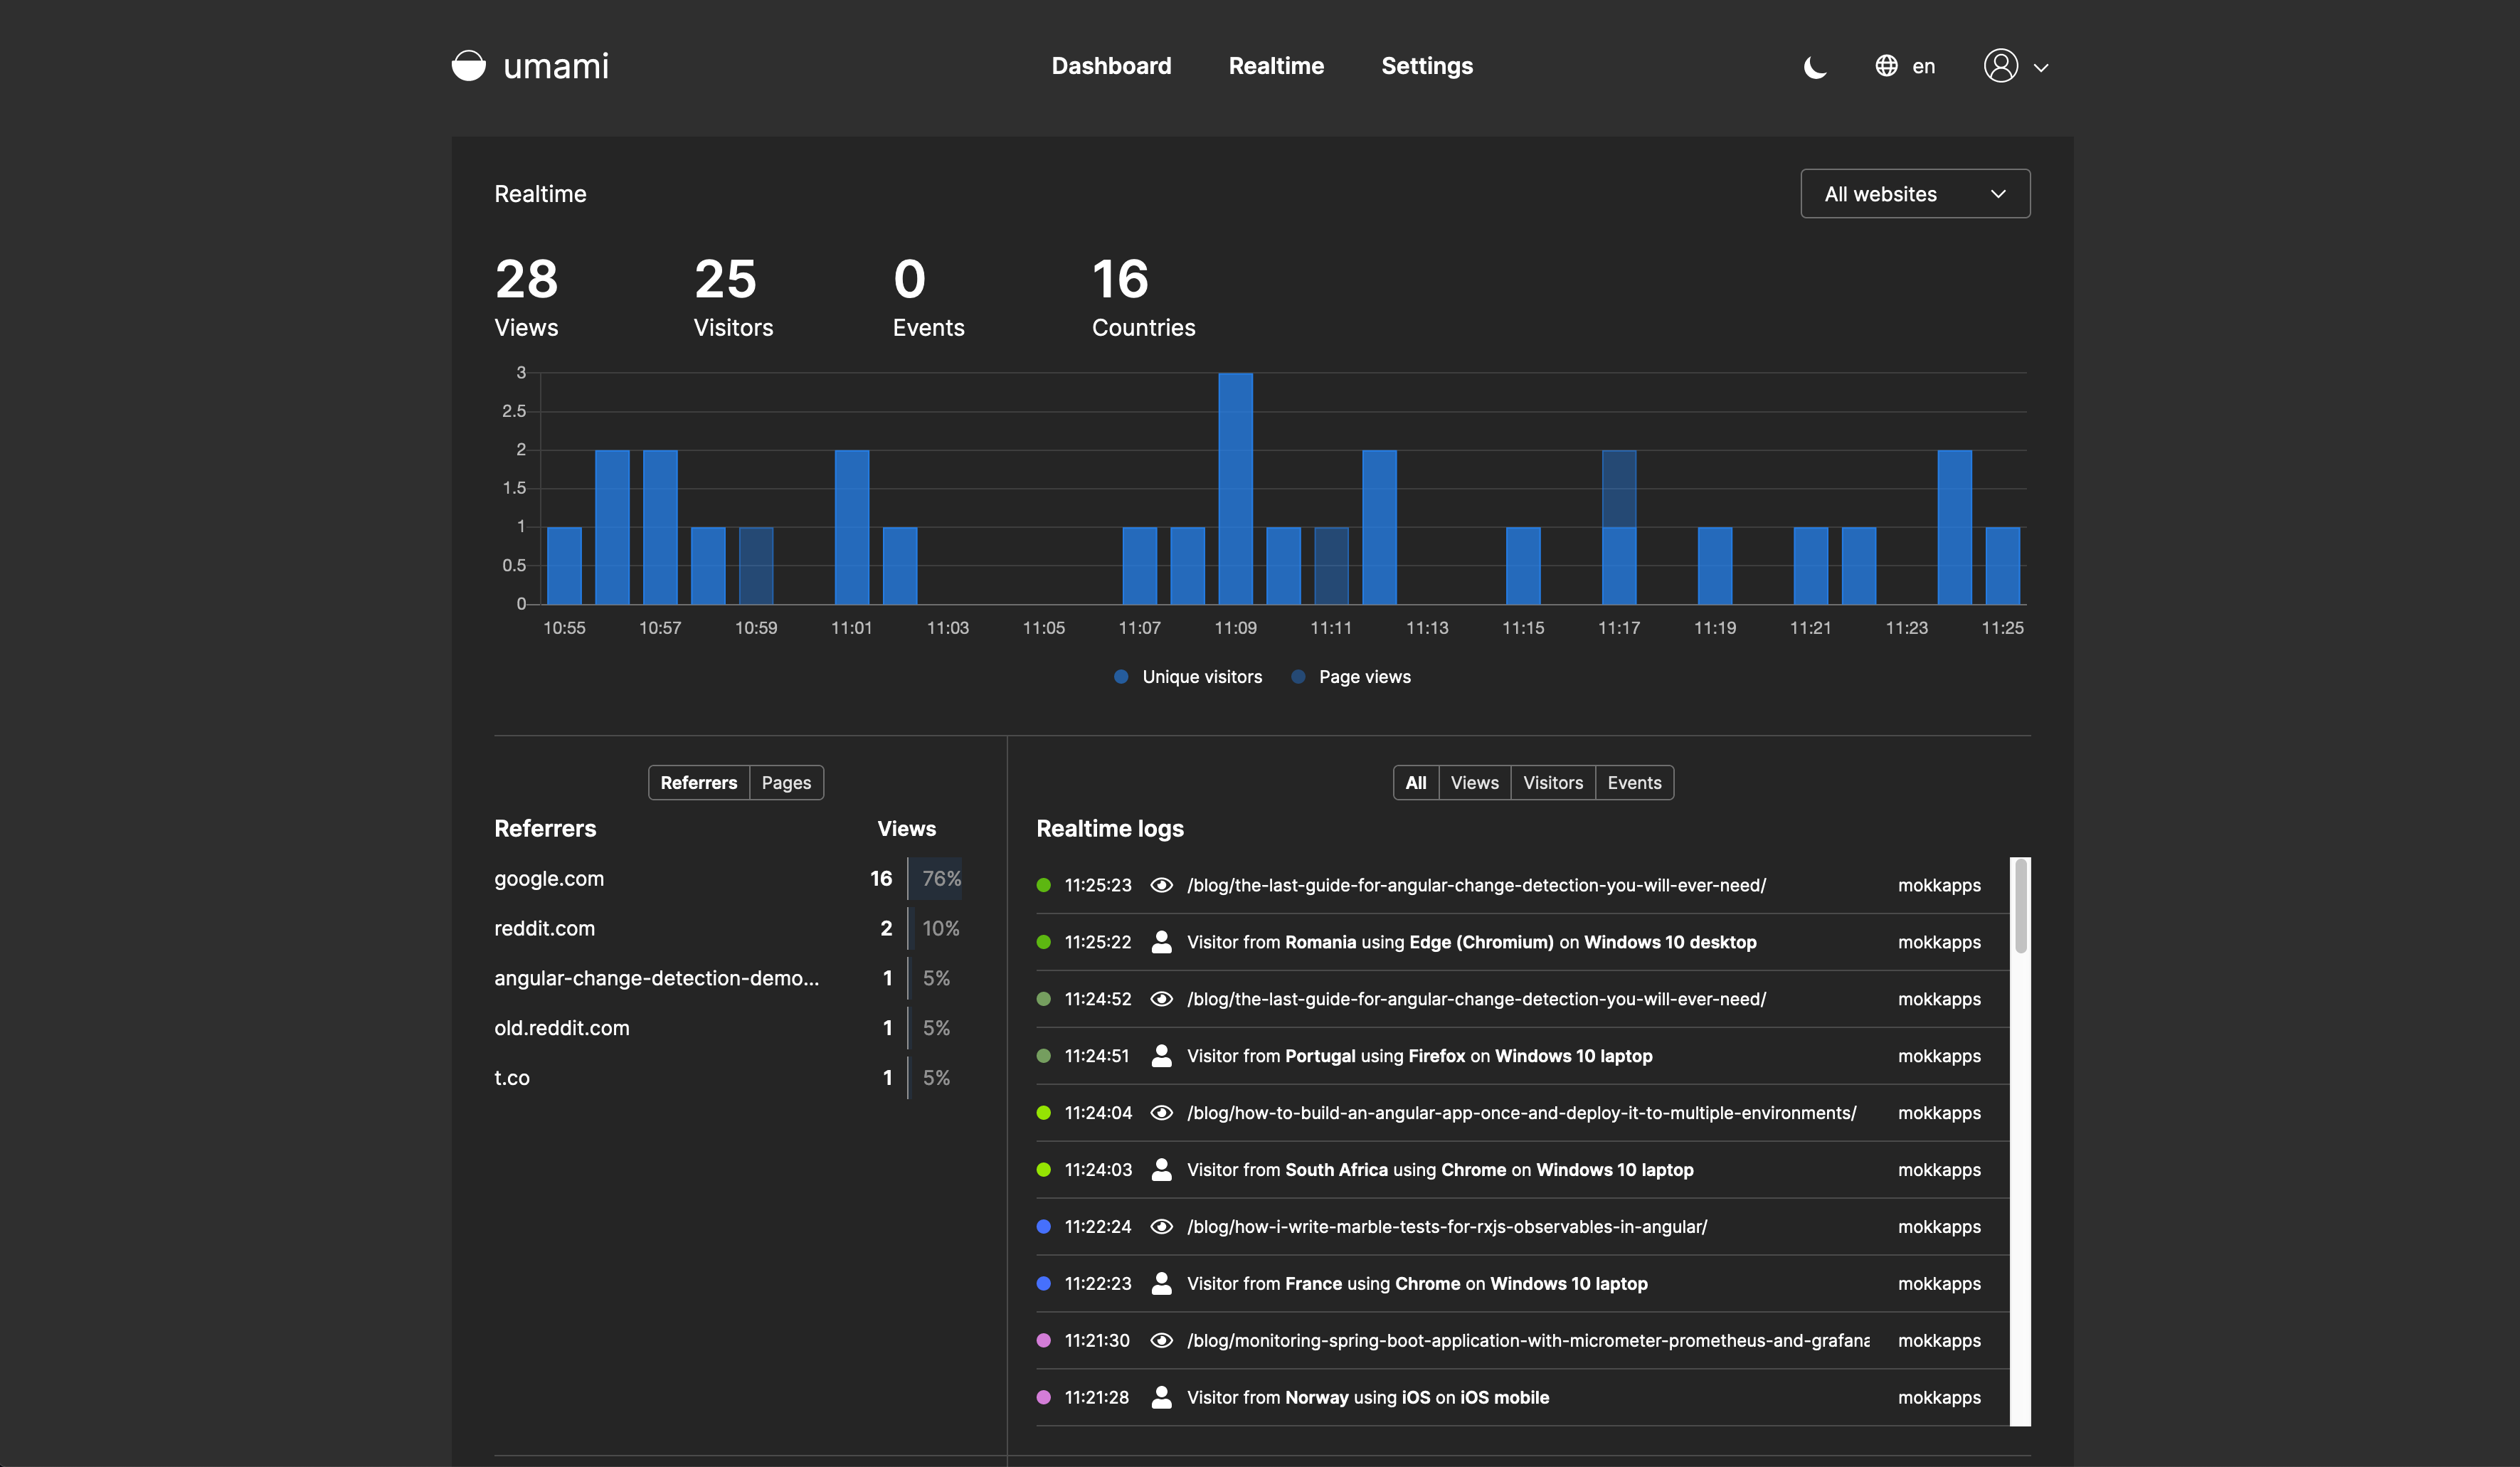 umami
Dashboard Realtime Settings
en
Realtime
All websites
28 25 0 16
Views Visitors Events Countries
3
2.5
2
1.5
1
0.5
0
10:55 10:57 10:59 11:01 11:03 11:05 11:07 11:09 11:11 11:13 11:15 11:17 11:19 11:21 11:23 11:25
Unique visitors Page views
Referrers Pages
Referrers Views
google.com 16 76%
reddit.com 2 10%
angular-change-detection-demo... 1 5%
old.reddit.com 1 5%
t.co 1 5%
All Views Visitors Events
Realtime logs
11:25:23 /blog/the-last-guide-for-angular-change-detection-you-will-ever-need/ mokkapps
11:25:22 Visitor from Romania using Edge (Chromium) on Windows 10 desktop mokkapps
11:24:52 /blog/the-last-guide-for-angular-change-detection-you-will-ever-need/ mokkapps
11:24:51 Visitor from Portugal using Firefox on Windows 10 laptop mokkapps
11:24:04 /blog/how-to-build-an-angular-app-once-and-deploy-it-to-multiple-environments/ mokkapps
11:24:03 Visitor from South Africa using Chrome on Windows 10 laptop mokkapps
11:22:24 /blog/how-i-write-marble-tests-for-rxjs-observables-in-angular/ mokkapps
11:22:23 Visitor from France using Chrome on Windows 10 laptop mokkapps
11:21:30 /blog/monitoring-spring-boot-application-with-micrometer-prometheus-and-grafana mokkapps
11:21:28 Visitor from Norway using iOS on iOS mobile mokkapps